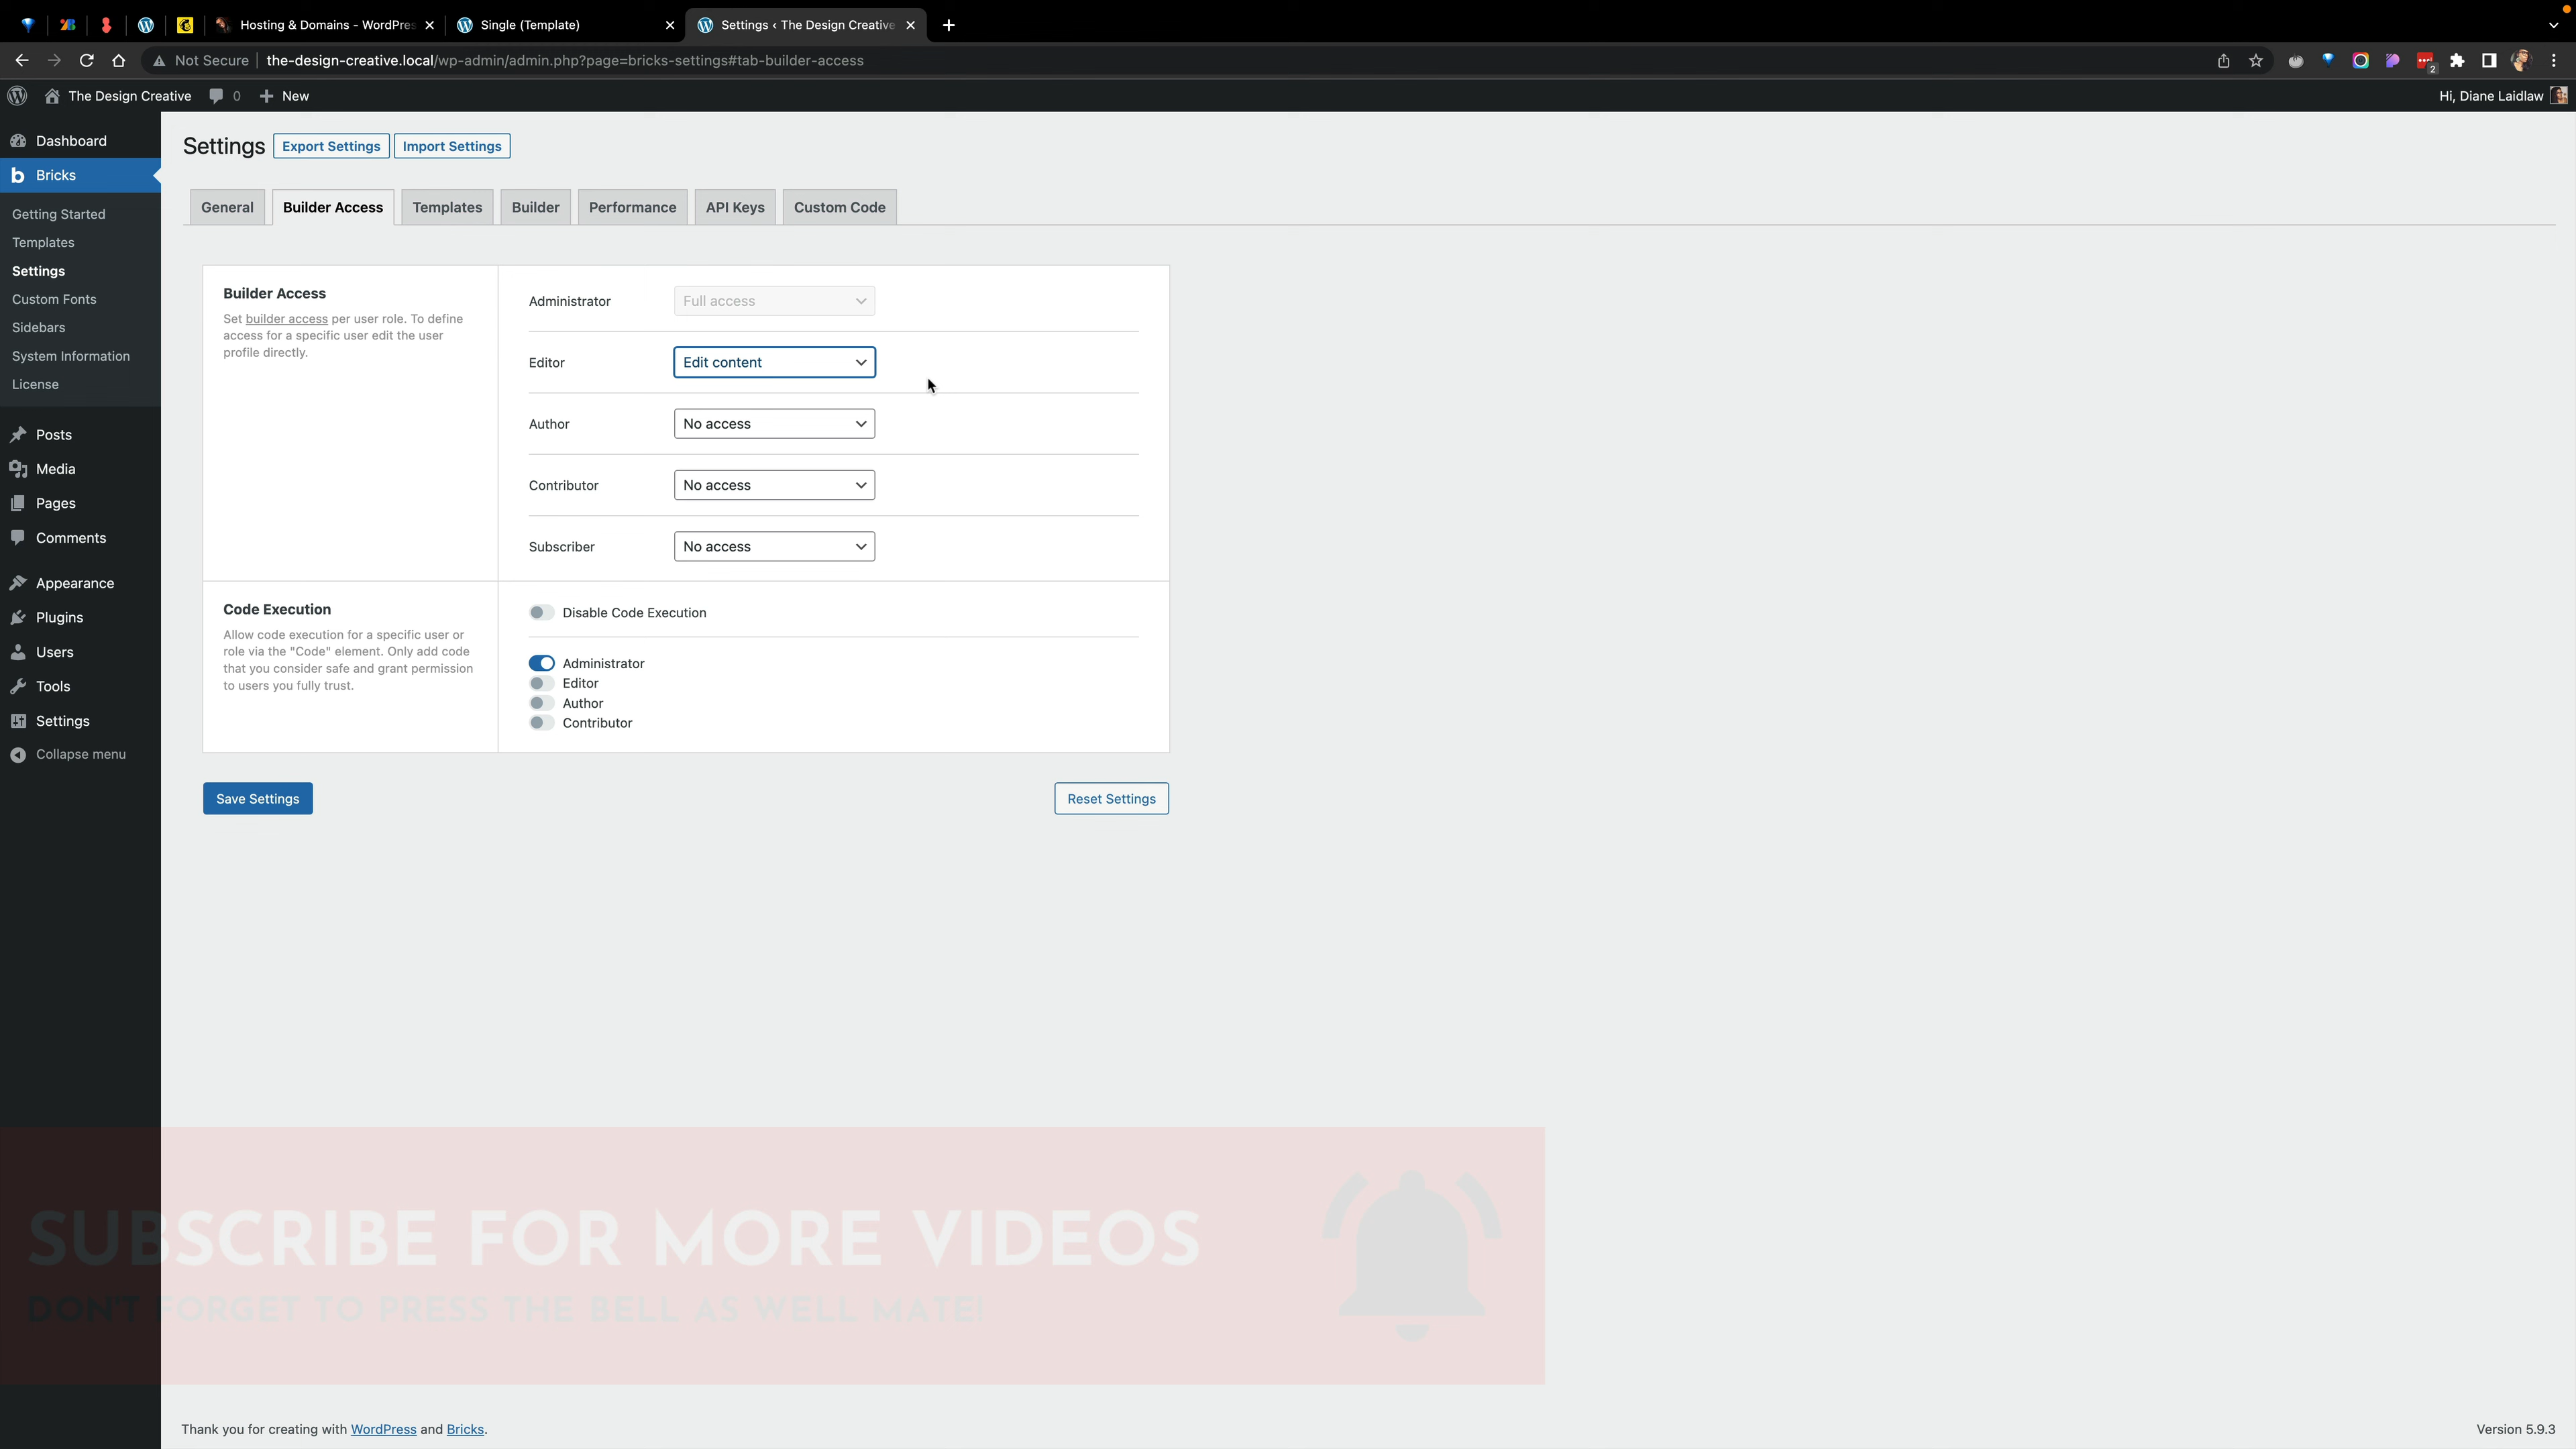 Hosting & Domains - WordPres
Single (Template)
Settings ‹ The Design Creative
Not Secure
the-design-creative.local/wp-admin/admin.php?page=bricks-settings#tab-builder-access
2
The Design Creative
0
New
Hi, Diane Laidlaw
Dashboard
Bricks
Getting Started
Templates
Settings
Custom Fonts
Sidebars
System Information
License
Posts
Media
Pages
Comments
Appearance
Plugins
Users
Tools
Settings
Collapse menu
Settings
Export Settings
Import Settings
General
Builder Access
Templates
Builder
Performance
API Keys
Custom Code
Builder Access
Set builder access per user role. To define
access for a specific user edit the user
profile directly.
Administrator
Full access
Editor
Edit content
Author
No access
Contributor
No access
Subscriber
No access
Code Execution
Allow code execution for a specific user or
role via the "Code" element. Only add code
that you consider safe and grant permission
to users you fully trust.
Disable Code Execution
Administrator
Editor
Author
Contributor
Save Settings
Reset Settings
SUBSCRIBE FOR MORE VIDEOS
DON'T FORGET TO PRESS THE BELL AS WELL MATE!
Thank you for creating with WordPress and Bricks.
Version 5.9.3